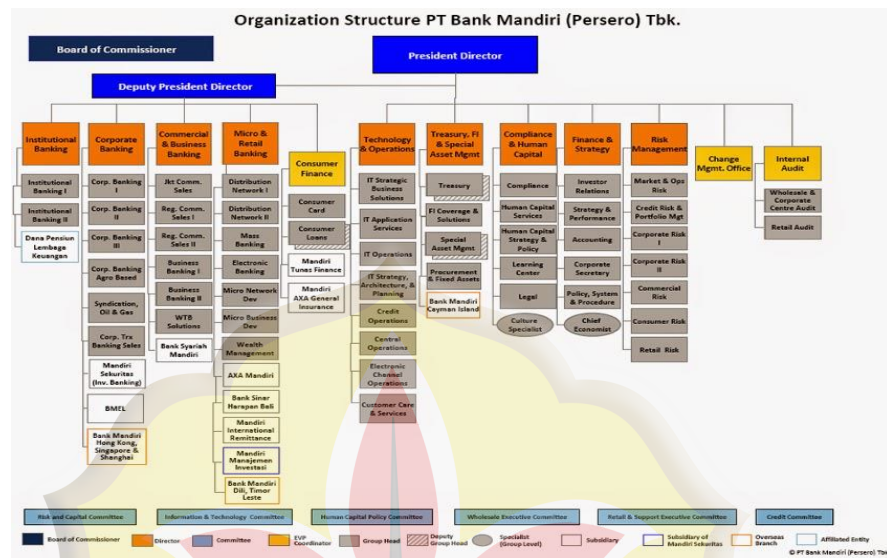 Organization Structure PT Bank Mandiri (Persero) Tbk.
Board of Commissioner
President Director
Deputy President Director
Institutional
Banking
Institutional
Banking I
Institutional
Banking II
Dana Pensiun
Lembaga
Keuangan
Corporate
Banking
Corp. Banking
I
Corp. Banking
II
Corp. Banking
III
Corp. Banking
Agro Based
Syndication,
Oil & Gas
Corp. Trx
Banking Sales
Mandiri
Sekuritas
(Inv. Banking)
BMEL
Bank Mandiri
Hong Kong,
Singapore &
Shanghai
Commercial
& Business
Banking
Jkt Comm.
Sales
Reg. Comm.
Sales I
Reg. Comm.
Sales II
Business
Banking I
Business
Banking II
WTB
Solutions
Bank Syariah
Mandiri
Micro &
Retail
Banking
Distribution
Network I
Distribution
Network II
Mass
Banking
Electronic
Banking
Micro Network
Dev
Micro Business
Dev
Wealth
Management
AXA Mandiri
Bank Sinar
Harapan Bali
Mandiri
International
Remittance
Mandiri
Manajemen
Investasi
Bank Mandiri
Dili, Timor
Leste
Consumer
Finance
Consumer
Card
Consumer
Loans
Mandiri
Tunas Finance
Mandiri
AXA General
Insurance
Technology
& Operations
IT Strategic
Business
Solutions
IT Application
Services
IT Operations
IT Strategy,
Architecture, &
Planning
Credit
Operations
Central
Operations
Electronic
Channel
Operations
Customer Care
& Services
Treasury, FI
& Special
Asset Mgmt
Treasury
FI Coverage &
Solutions
Special
Asset Mgmt
Procurement
& Fixed Assets
Bank Mandiri
Cayman Island
Compliance
& Human
Capital
Compliance
Human Capital
Services
Human Capital
Strategy &
Policy
Learning
Center
Legal
Culture
Specialist
Finance &
Strategy
Investor
Relations
Strategy &
Performance
Accounting
Corporate
Secretary
Policy, System
& Procedure
Chief
Economist
Risk
Management
Market & Ops
Risk
Credit Risk &
Portfolio Mgt
Corporate Risk
I
Corporate Risk
II
Commercial
Risk
Consumer Risk
Retail Risk
Change
Mgmt. Office
Internal
Audit
Wholesale &
Corporate
Centre Audit
Retail Audit
Risk and Capital Committee
Information & Technology Committee
Human Capital Policy Committee
Wholesale Executive Committee
Retail & Support Executive Committee
Credit Committee
Board of Commissioner
Director
Committee
EVP
Coordinator
Group Head
Deputy
Group Head
Specialist
(Group Level)
Subsidiary
Subsidiary of
Mandiri Sekuritas
Overseas
Branch
Affiliated Entity
© PT Bank Mandiri (Persero) Tbk